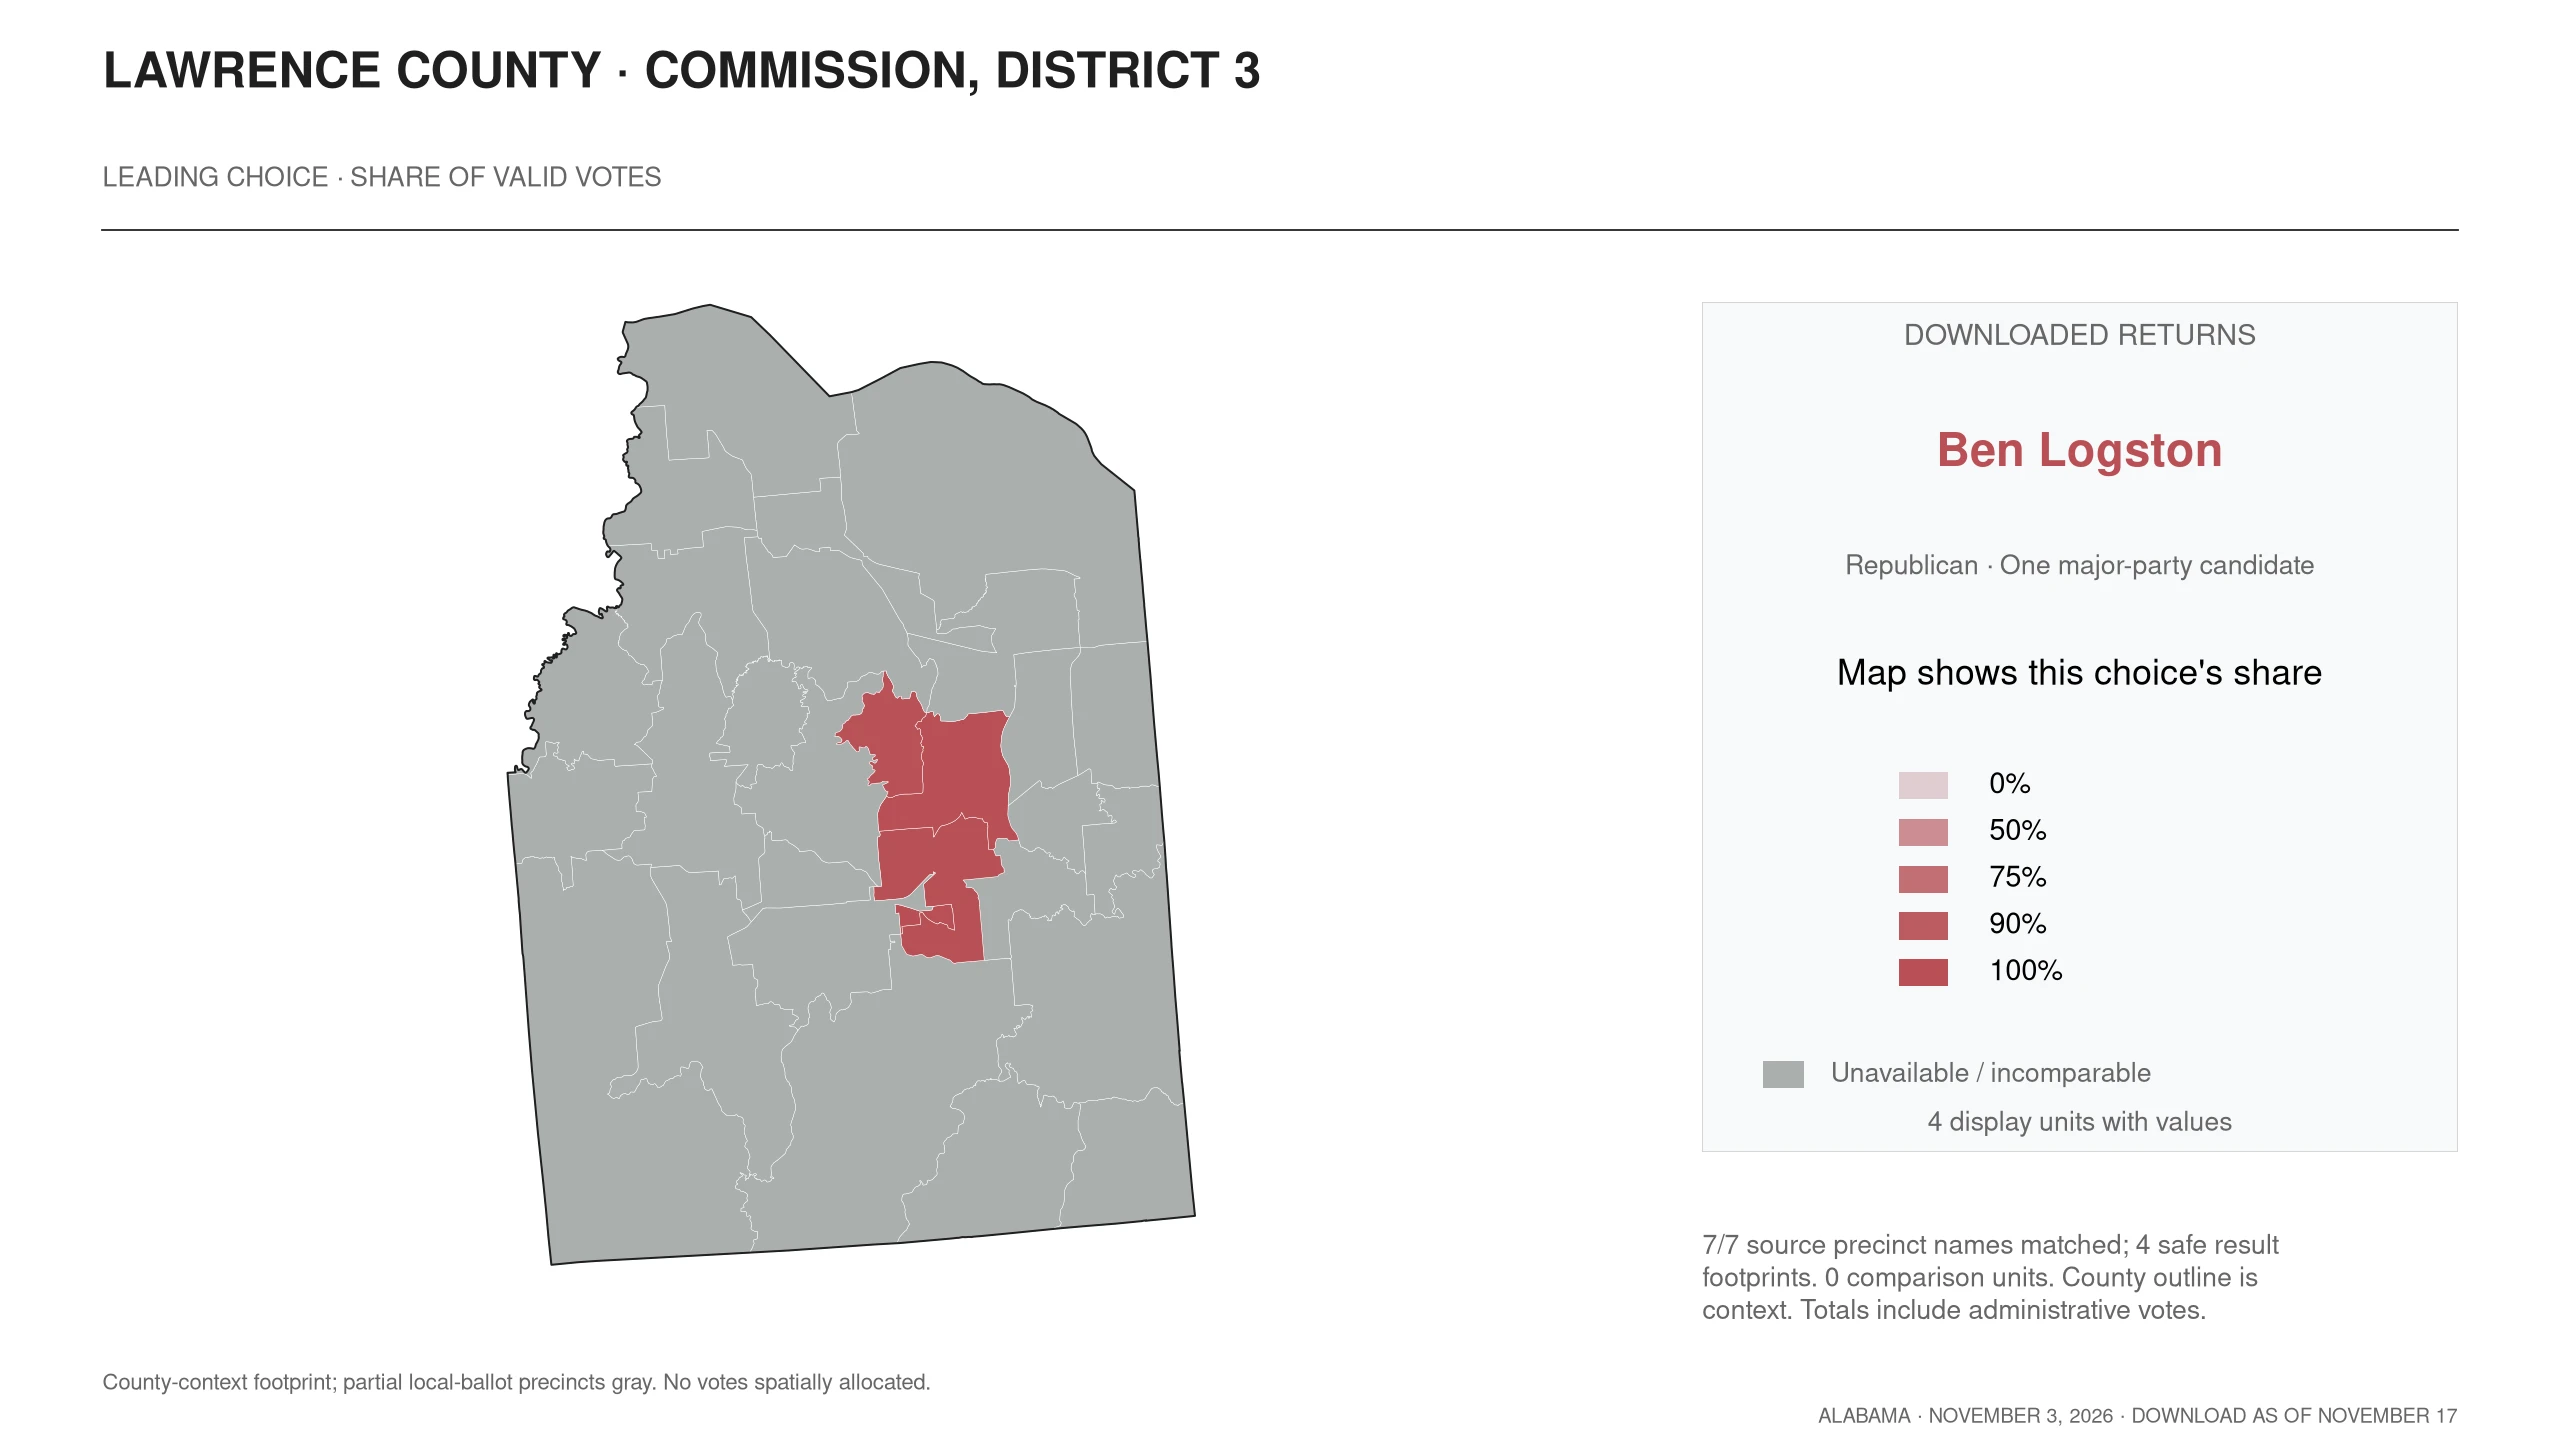 LAWRENCE COUNTY · COMMISSION, DISTRICT 3
LEADING CHOICE · SHARE OF VALID VOTES
DOWNLOADED RETURNS
Ben Logston
Republican · One major-party candidate
Map shows this choice's share
0%
50%
75%
90%
100%
Unavailable / incomparable
4 display units with values
7/7 source precinct names matched; 4 safe result
footprints. 0 comparison units. County outline is
context. Totals include administrative votes.
County-context footprint; partial local-ballot precincts gray. No votes spatially allocated.
ALABAMA · NOVEMBER 3, 2026 · DOWNLOAD AS OF NOVEMBER 17